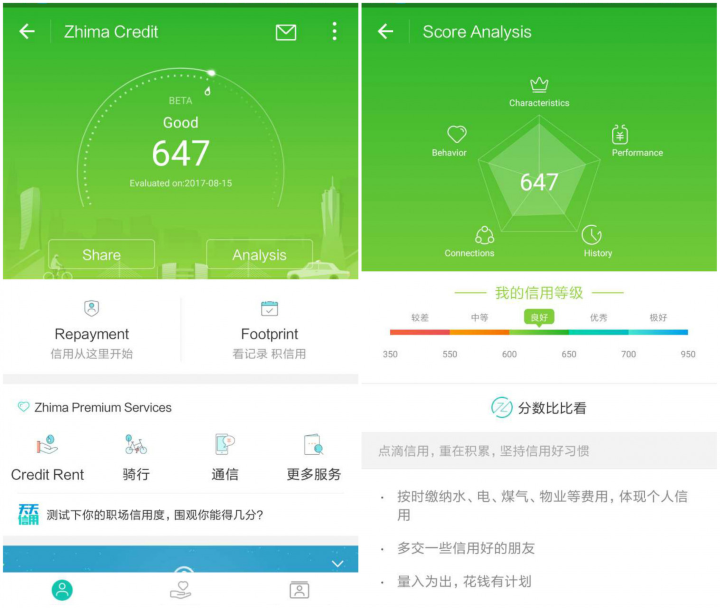 Zhima Credit
BETA
Good
647
Evaluated on:2017-08-15
Share
Analysis
Repayment
信用从这里开始
Footprint
看记录 积信用
Zhima Premium Services
Credit Rent
骑行
通信
更多服务
天天
信用
测试下你的职场信用度，围观你能得几分?
Score Analysis
Characteristics
Behavior
Performance
647
Connections
History
我的信用等级
较差 中等 良好 优秀 极好
350 550 600 650 700 950
分数比比看
点滴信用，重在积累，坚持信用好习惯
· 按时缴纳水、电、煤气、物业等费用，体现个人信
用
· 多交一些信用好的朋友
· 量入为出，花钱有计划